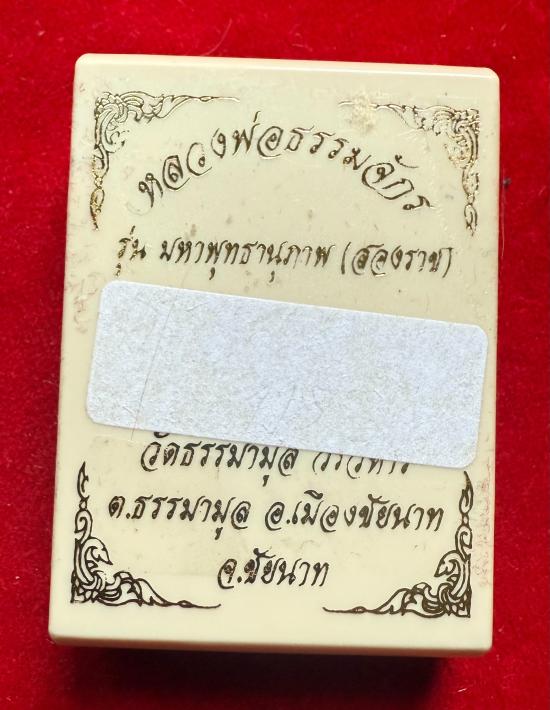 หลวงพ่อธรรมจักร
รุ่น มหาพุทธานุภาพ (สองราช)
วัดธรรมามูล วรวิหาร
ต.ธรรมามูล อ.เมืองชัยนาท
จ.ชัยนาท